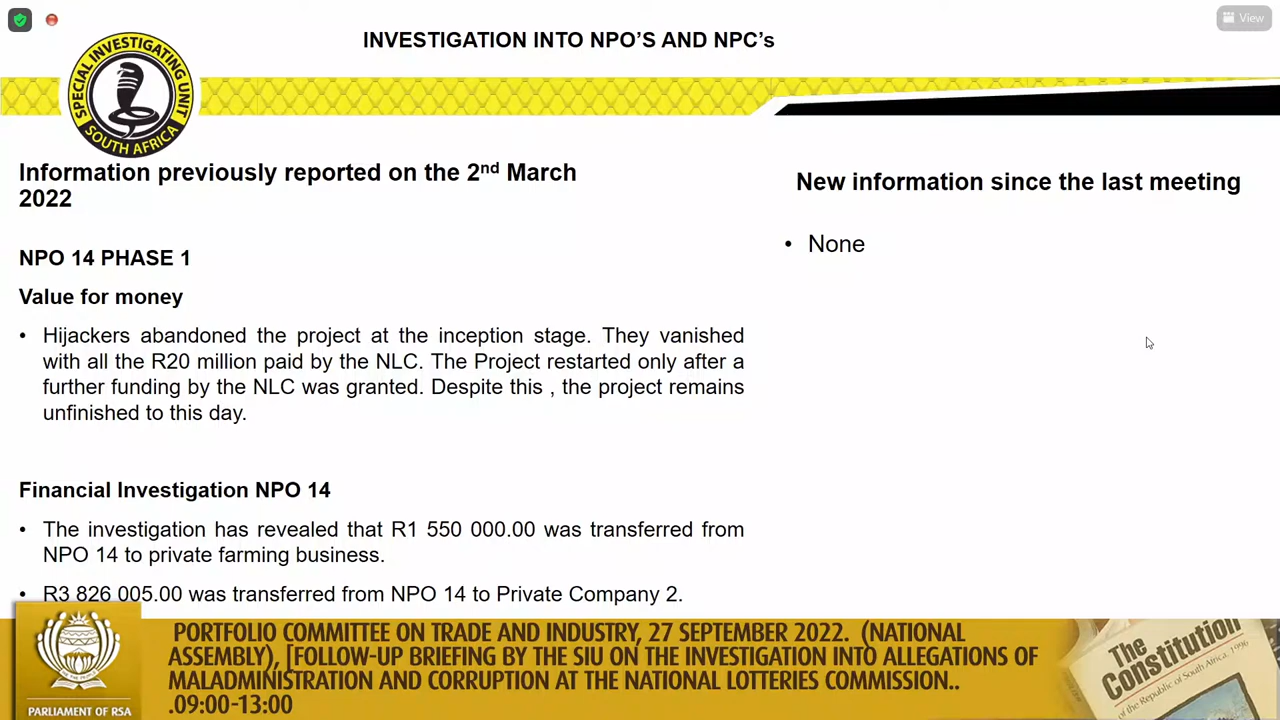 View
INVESTIGATION INTO NPO'S AND NPC's
SPECIAL INVESTIGATING UNIT
SOUTH AFRICA
Information previously reported on the 2nd March
2022
NPO 14 PHASE 1
Value for money
• Hijackers abandoned the project at the inception stage. They vanished
with all the R20 million paid by the NLC. The Project restarted only after a
further funding by the NLC was granted. Despite this , the project remains
unfinished to this day.
Financial Investigation NPO 14
• The investigation has revealed that R1 550 000.00 was transferred from
NPO 14 to private farming business.
• R3 826 005.00 was transferred from NPO 14 to Private Company 2.
New information since the last meeting
• None
PARLIAMENT OF RSA
PORTFOLIO COMMITTEE ON TRADE AND INDUSTRY, 27 SEPTEMBER 2022. (NATIONAL
ASSEMBLY), [FOLLOW-UP BRIEFING BY THE SIU ON THE INVESTIGATION INTO ALLEGATIONS OF
MALADMINISTRATION AND CORRUPTION AT THE NATIONAL LOTTERIES COMMISSION..
.09:00-13:00
The
Constitution
of the Republic of South Africa, 1996